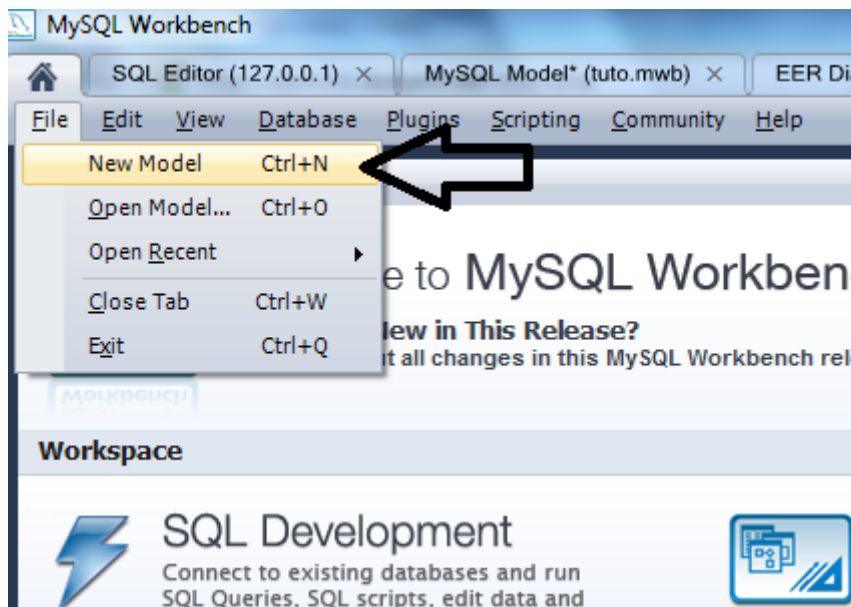 MySQL Workbench
SQL Editor (127.0.0.1) × MySQL Model* (tuto.mwb) × EER Di
File Edit View Database Plugins Scripting Community Help
New Model Ctrl+N
Open Model... Ctrl+O
Open Recent
Close Tab Ctrl+W
Exit Ctrl+Q
e to MySQL Workben
New in This Release?
t all changes in this MySQL Workbench rel
Workbench
Workspace
SQL Development
Connect to existing databases and run
SQL Queries, SQL scripts, edit data and